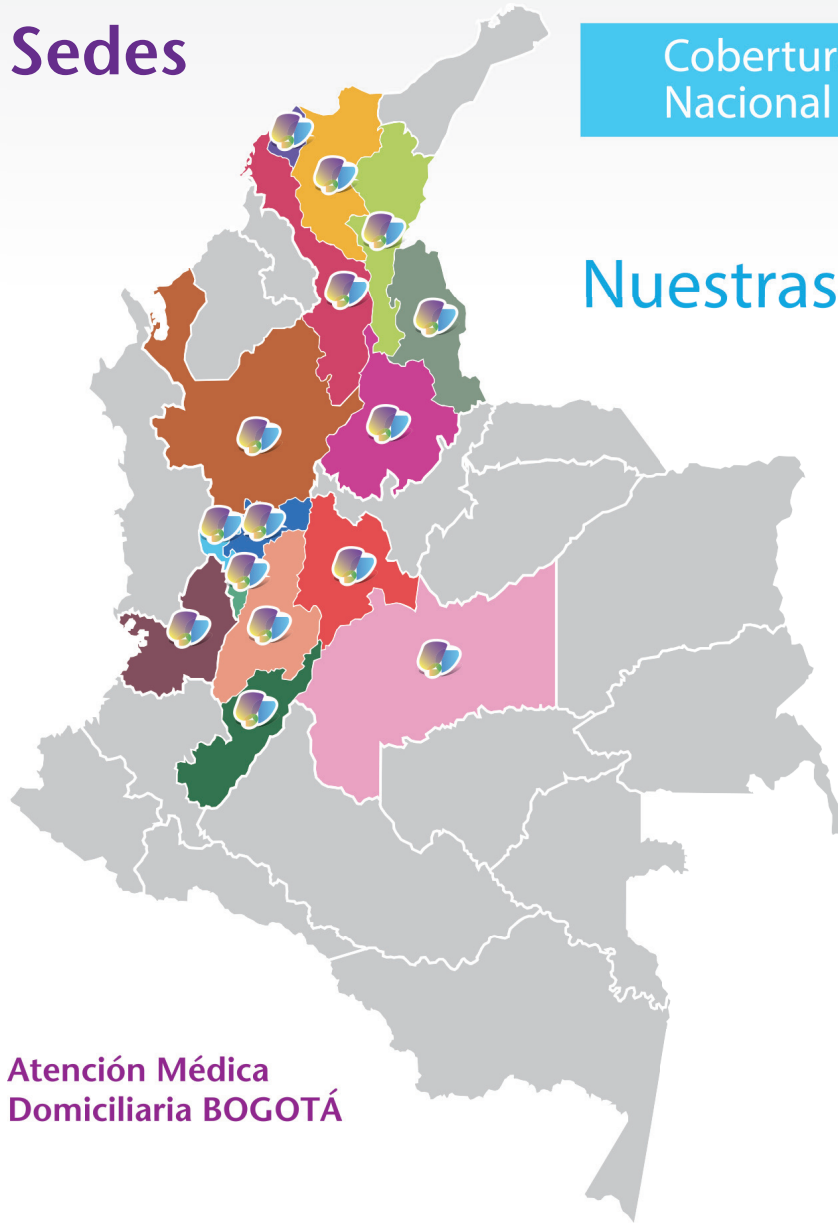 Sedes
Cobertur
Nacional
Nuestras
Atención Médica
Domiciliaria BOGOTÁ